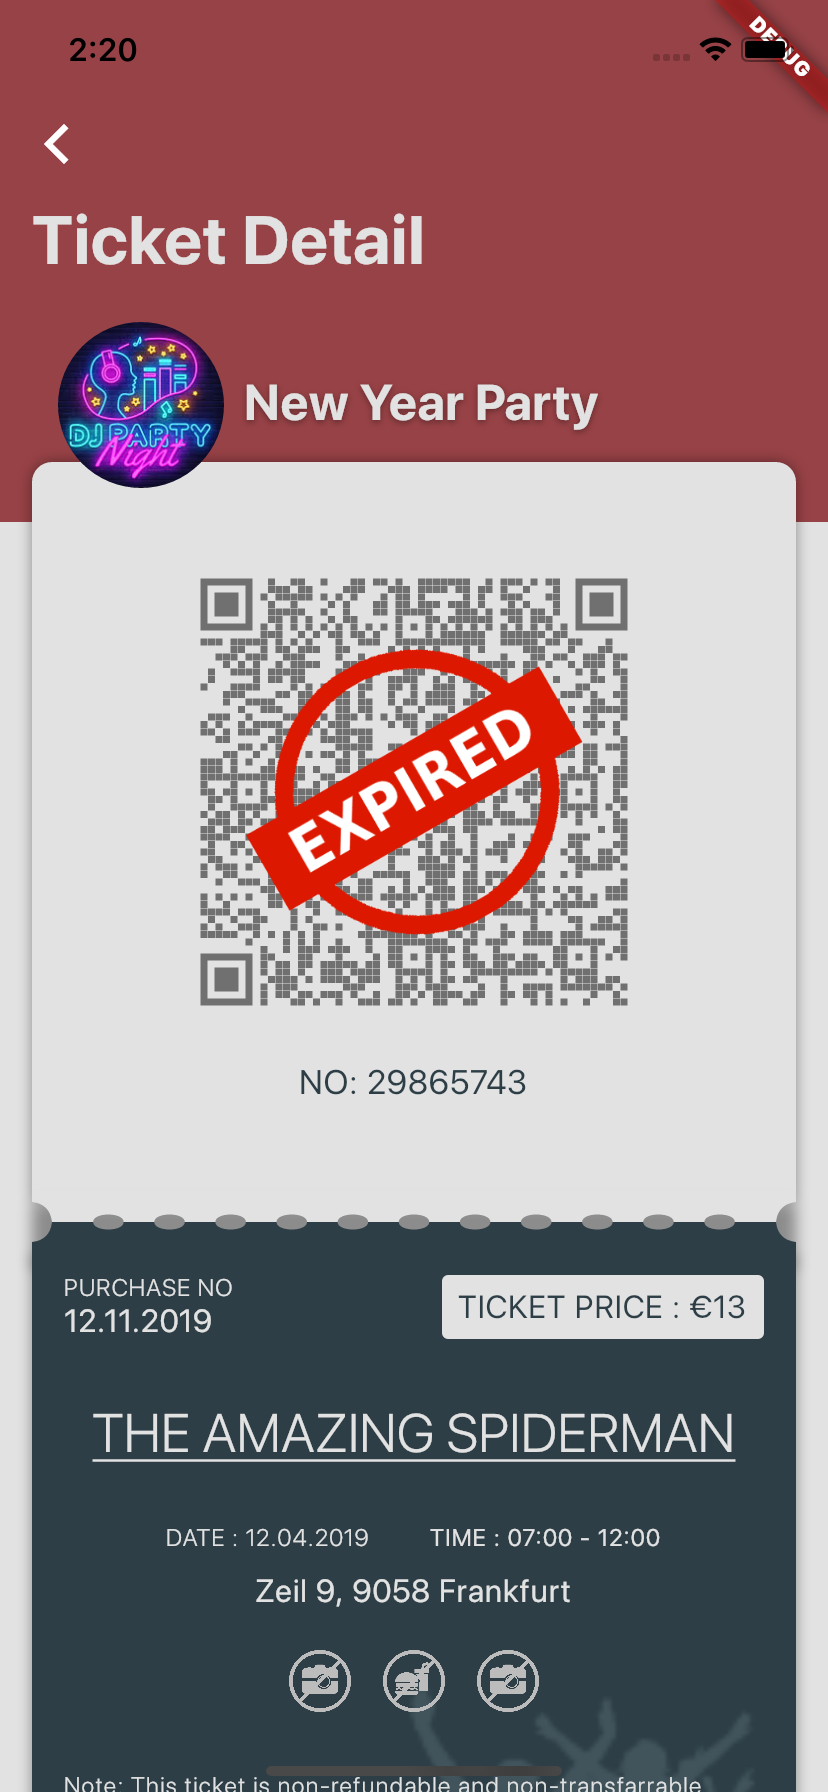 2:20
DEBUG
Ticket Detail
DJ PARTY
Night
New Year Party
EXPIRED
NO: 29865743
PURCHASE NO
12.11.2019
TICKET PRICE : €13
THE AMAZING SPIDERMAN
DATE : 12.04.2019 TIME : 07:00 - 12:00
Zeil 9, 9058 Frankfurt
Note: This ticket is non-refundable and non-transfarrable